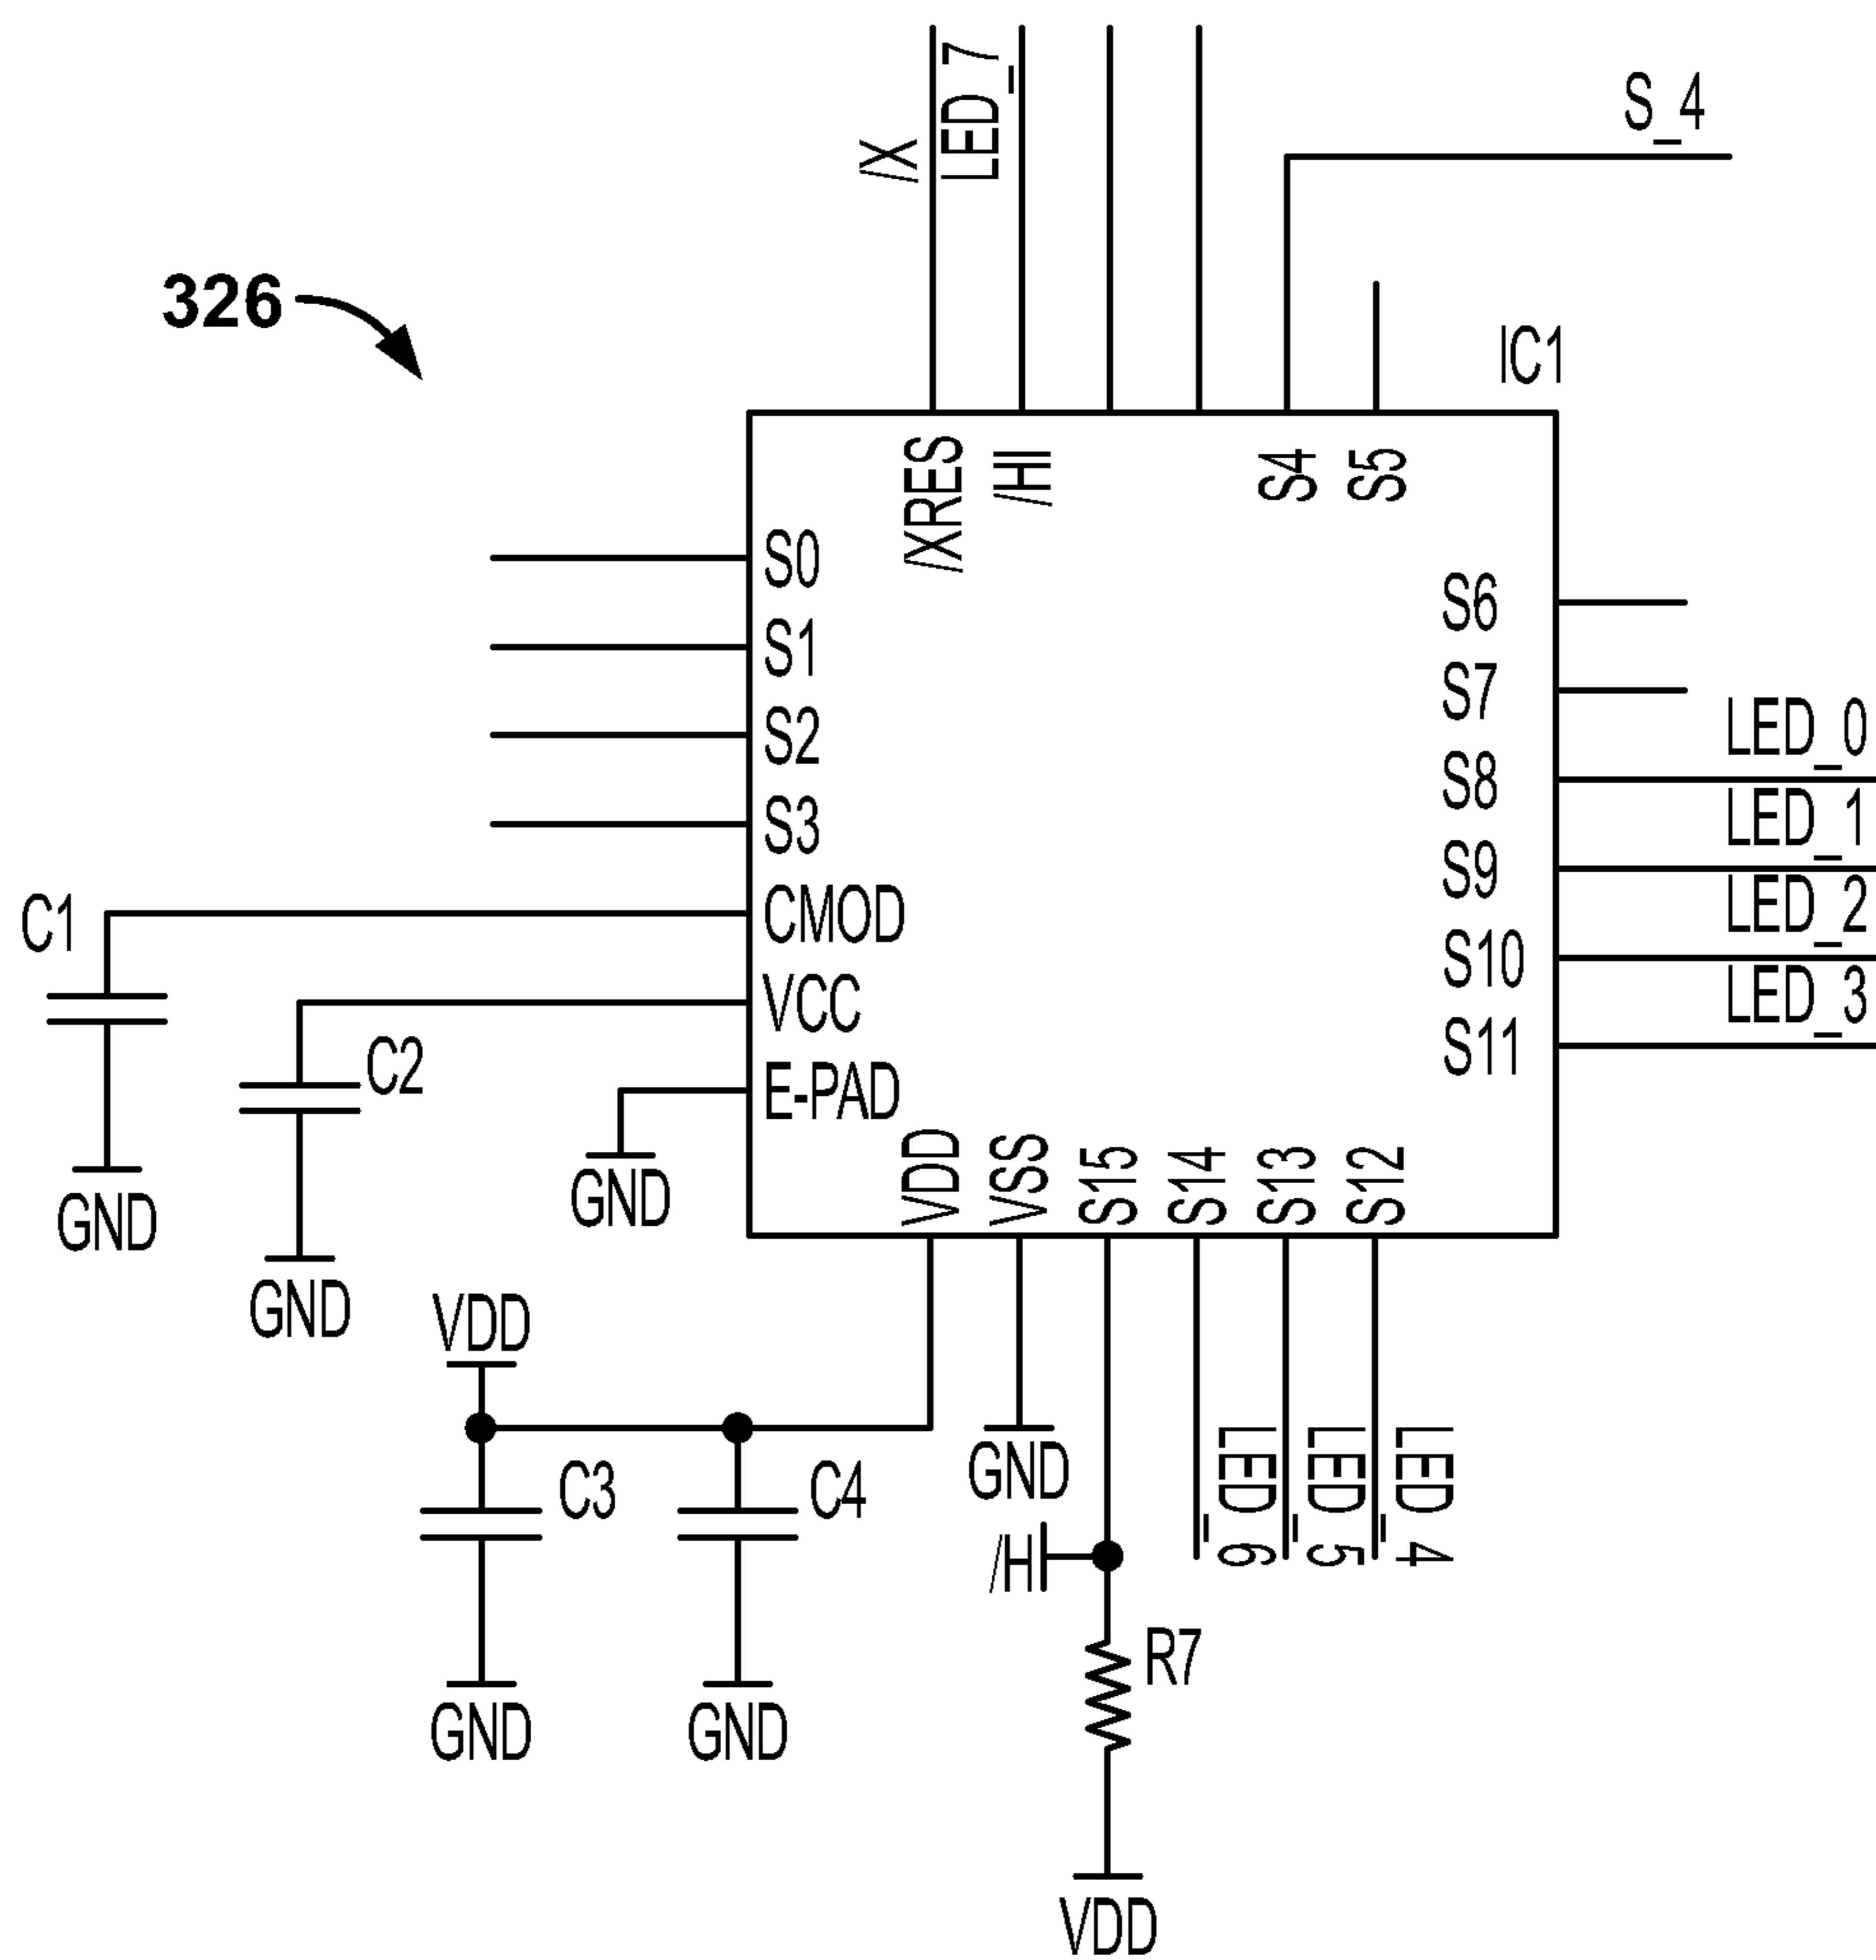 /X
LED_7
S_4
326
IC1
/XRES
/HI
S4
S5
S0
S1
S2
S3
CMOD
VCC
E-PAD
S6
S7
S8
S9
S10
S11
LED_0
LED_1
LED_2
LED_3
C1
C2
GND
GND
GND
VDD
VSS
S15
S14
S13
S12
VDD
C3
C4
GND
LED_6
LED_5
LED_4
/H
R7
GND
GND
VDD